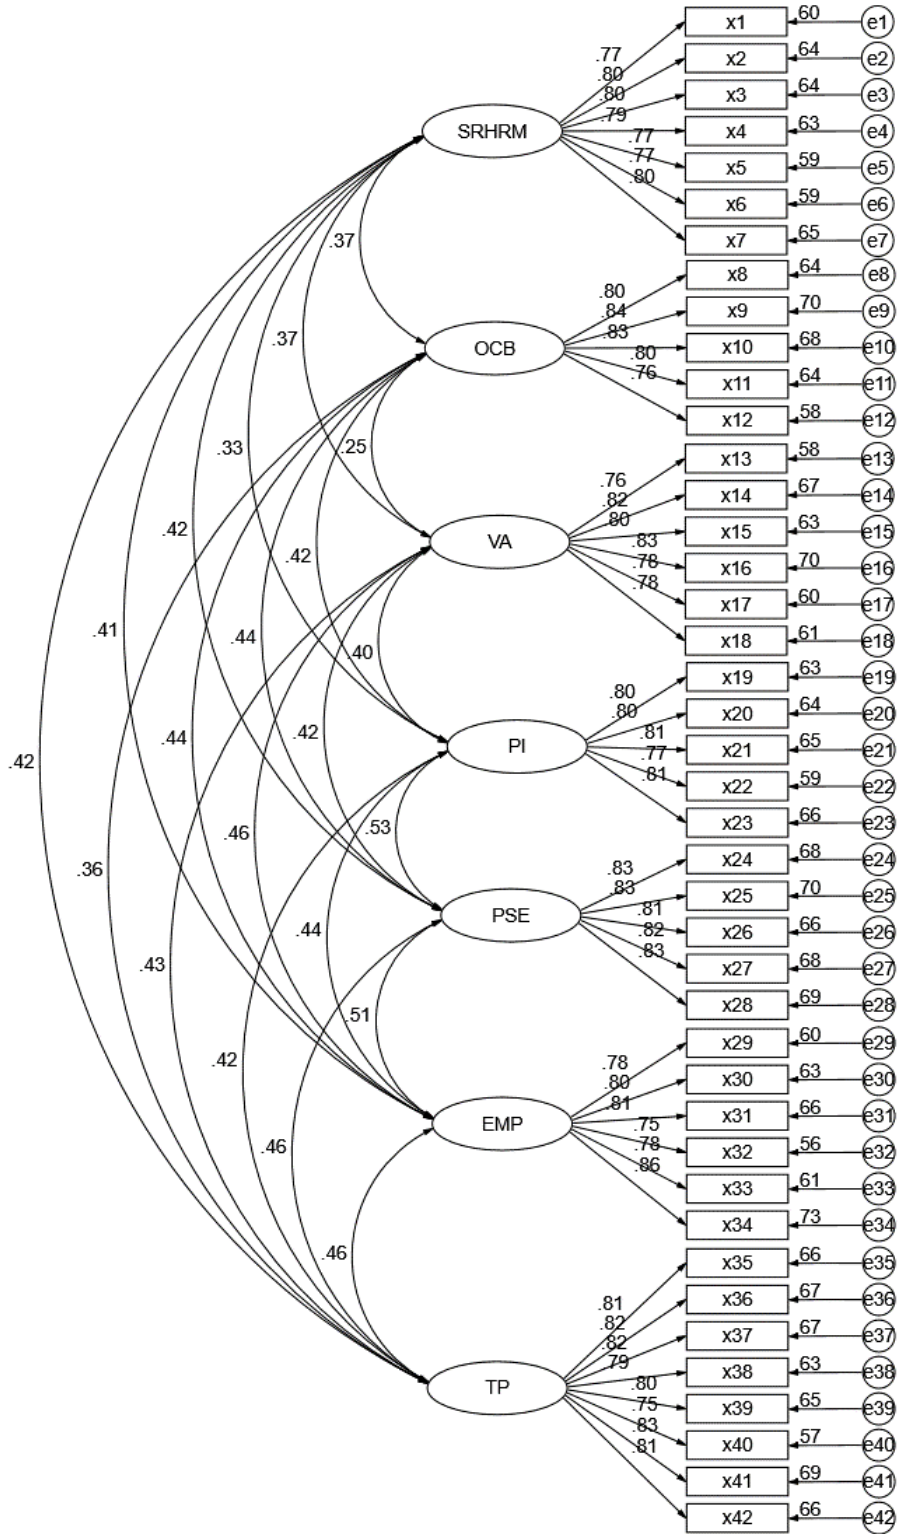 x1 60 e1
.77
x2 64 e2
.80
x3 64 e3
.80
.79
SRHRM
x4 63 e4
.77
x5 59 e5
.77
.80
x6 59 e6
x7 65 e7
.37
x8 64 e8
.80
x9 70 e9
.84
.83
.37
OCB
x10 68 e10
.80
.76
x11 64 e11
x12 58 e12
.33
.25
x13 58 e13
.76
x14 67 e14
.82
.80
.42
x15 63 e15
VA
.83
.42
.78
x16 70 e16
.78
x17 60 e17
.41
.44
x18 61 e18
.40
x19 63 e19
.80
.80
x20 64 e20
.44
.42
.81
PI
x21 65 e21
.77
.42
.81
x22 59 e22
.46
.53
x23 66 e23
.36
x24 68 e24
.83
.83
x25 70 e25
.81
PSE
.44
.82
x26 66 e26
.83
.43
x27 68 e27
x28 69 e28
.51
x29 60 e29
.42
.78
x30 63 e30
.80
.81
x31 66 e31
EMP
.75
.46
.78
x32 56 e32
.86
x33 61 e33
x34 73 e34
.46
x35 66 e35
x36 67 e36
.81
.82
x37 67 e37
.82
.79
x38 63 e38
TP
.80
.75
x39 65 e39
.83
x40 57 e40
.81
x41 69 e41
x42 66 e42